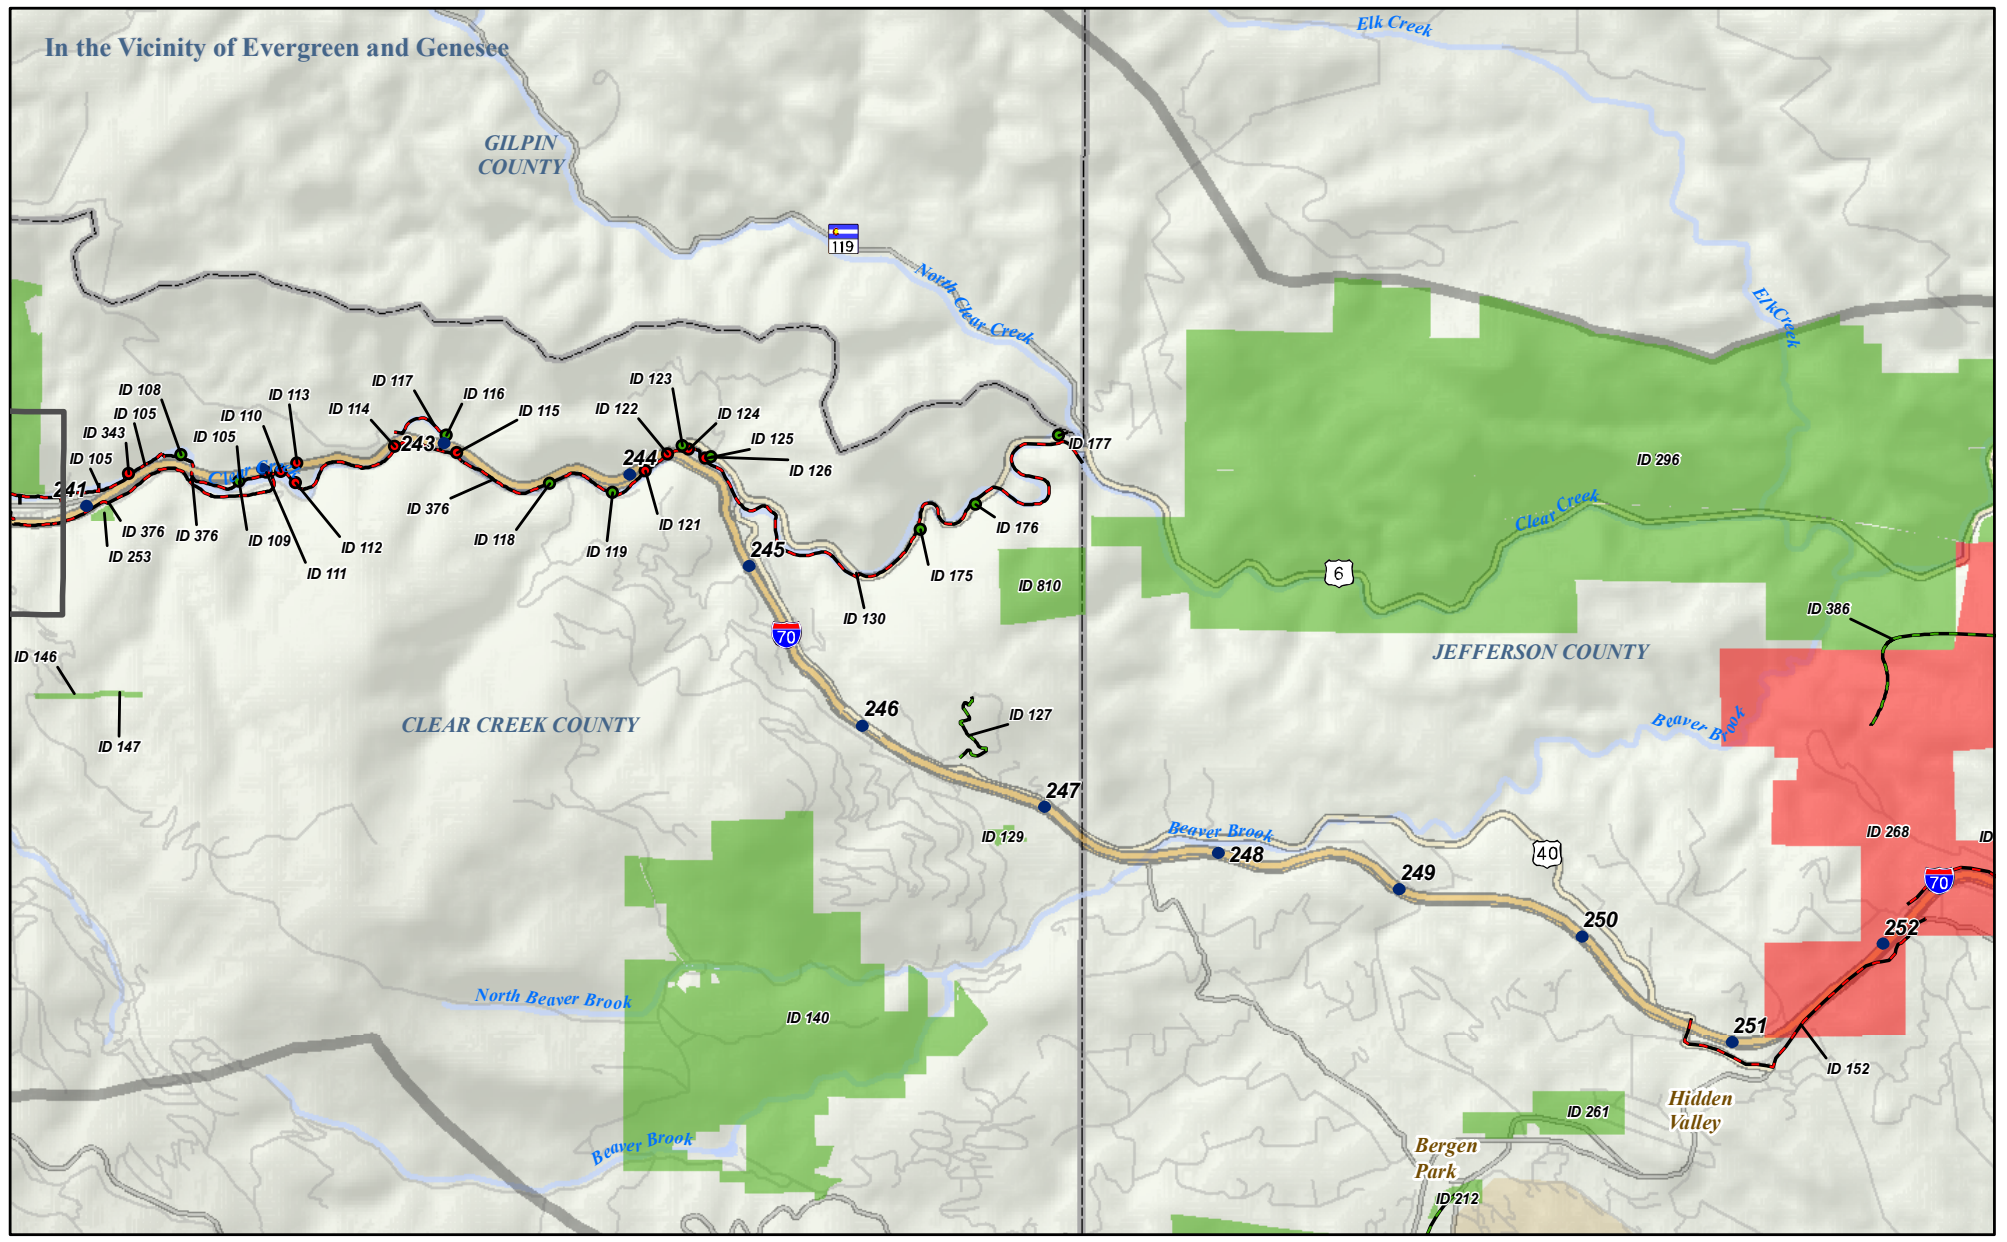 In the Vicinity of Evergreen and Genesee
Elk Creek
GILPIN
COUNTY
119
North Clear Creek
Elk Creek
ID 108
ID 105
ID 343
ID 105
ID 105
ID 110
ID 113
ID 117
ID 114
ID 116
ID 115
ID 123
ID 122
ID 124
ID 125
ID 126
ID 177
ID 296
241
243
244
Clear Creek
Clear Creek
ID 376
ID 253
ID 376
ID 109
ID 111
ID 112
ID 376
ID 118
ID 119
ID 121
245
ID 175
ID 176
ID 810
ID 130
6
ID 386
70
JEFFERSON COUNTY
ID 146
ID 147
CLEAR CREEK COUNTY
246
ID 127
Beaver Brook
247
ID 129
Beaver Brook
248
249
40
ID 268
ID
70
250
252
North Beaver Brook
ID 140
251
ID 152
Hidden
Valley
ID 261
Beaver Brook
Bergen
Park
ID 212